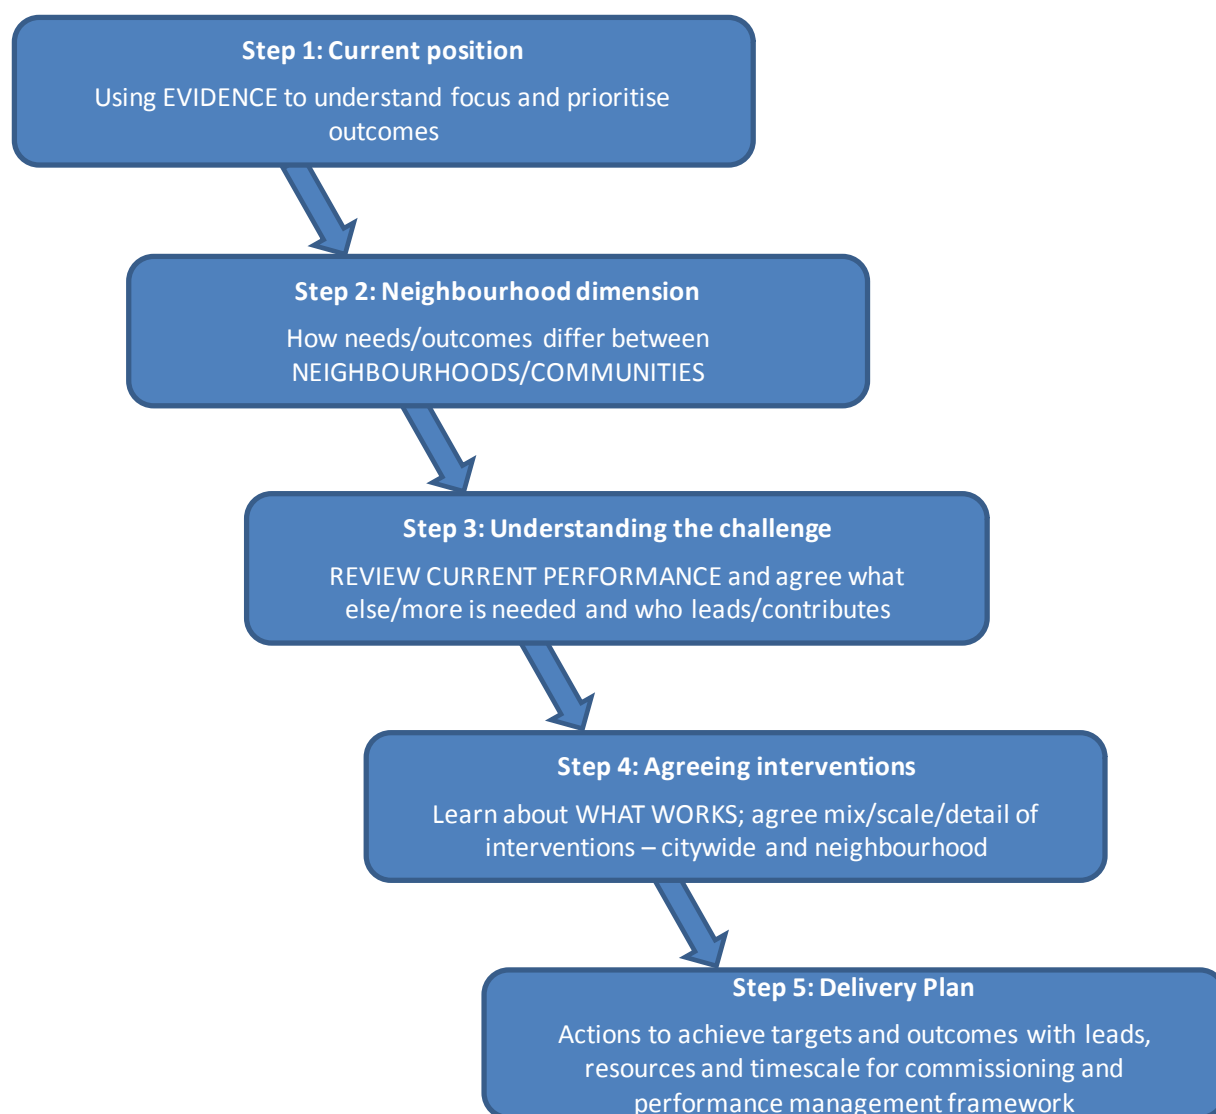 Step 1: Current position
Using EVIDENCE to understand focus and prioritise
outcomes
Step 2: Neighbourhood dimension
How needs/outcomes differ between
NEIGHBOURHOODS/COMMUNITIES
Step 3: Understanding the challenge
REVIEW CURRENT PERFORMANCE and agree what
else/more is needed and who leads/contributes
Step 4: Agreeing interventions
Learn about WHAT WORKS; agree mix/scale/detail of
interventions – citywide and neighbourhood
Step 5: Delivery Plan
Actions to achieve targets and outcomes with leads,
resources and timescale for commissioning and
performance management framework